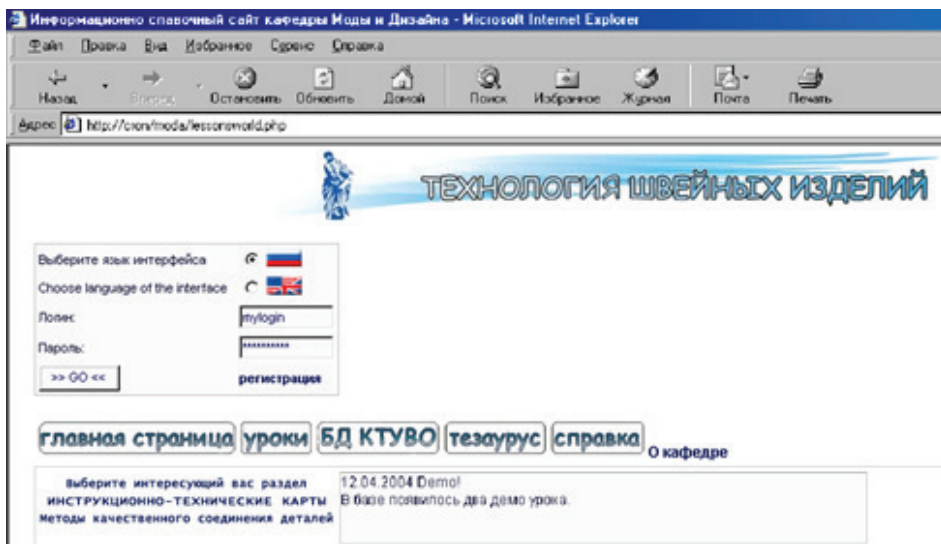 Информационно спавочный сайт кафедры Моды и Дизайна - Microsoft Internet Explorer
Файл Правка Вид Избранное Сервис Справка
Назад Вперед Остановить Обновить Домой Поиск Избранное Журнал Почта Печать
Адрес http://cron/moda/lessonsworld.php
ТЕХНОЛОГИЯ ШВЕЙНЫХ ИЗДЕЛИЙ
Выберите язык интерфейса
Choose language of the interface
Логин: mylogin
Пароль: **********
>> GO << регистрация
главная страница уроки БД КТУВО тезаурус справка О кафедре
Выберите интересующий вас раздел
ИНСТРУКЦИОННО-ТЕХНИЧЕСКИЕ КАРТЫ
Методы качественного соединения деталей
12.04.2004 Demo!
В базе появилось два демо урока.